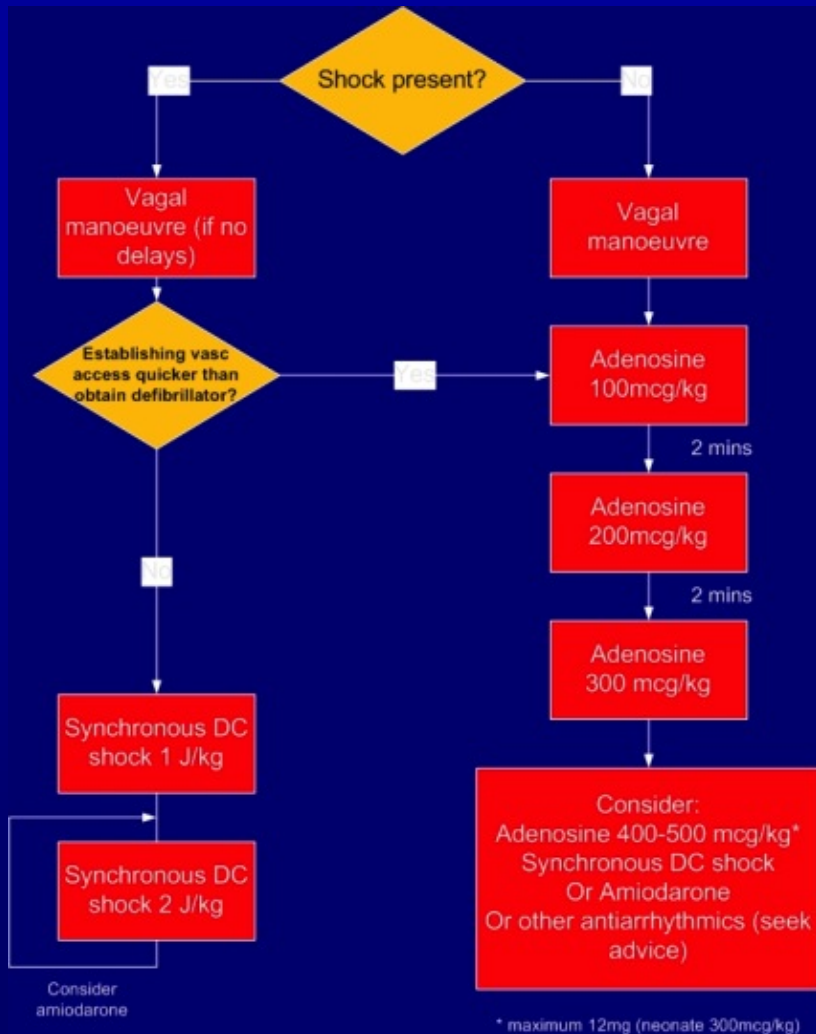 Shock present?
Yes
No
Vagal
manoeuvre (if no
delays)
Vagal
manoeuvre
Establishing vasc
access quicker than
obtain defibrillator?
Yes
Adenosine
100mcg/kg
2 mins
Adenosine
200mcg/kg
No
2 mins
Adenosine
300 mcg/kg
Synchronous DC
shock 1 J/kg
Synchronous DC
shock 2 J/kg
Consider
amiodarone
Consider:
Adenosine 400-500 mcg/kg*
Synchronous DC shock
Or Amiodarone
Or other antiarrhythmics (seek
advice)
* maximum 12mg (neonate 300mcg/kg)